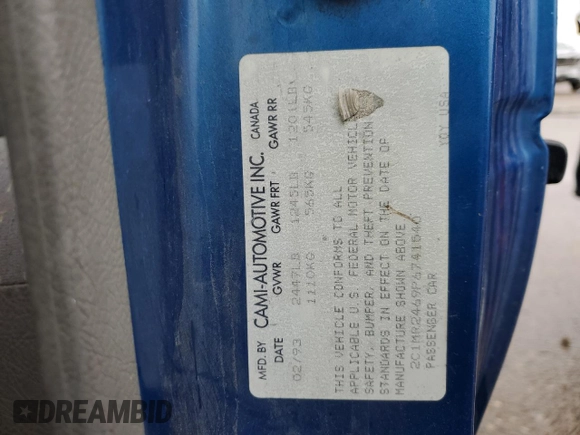 MFD. BY CAMI-AUTOMOTIVE INC. CANADA
DATE GVWR GAWR FRT GAWR RR
02/93 2447LB 1245LB 1201LB
1110KG 565KG 545KG
THIS VEHICLE CONFORMS TO ALL
APPLICABLE U.S. FEDERAL MOTOR VEHICLE
SAFETY, BUMPER, AND THEFT PREVENTION
STANDARDS IN EFFECT ON THE DATE OF
MANUFACTURE SHOWN ABOVE
2C1MR2469P6741540
PASSENGER CAR
YCY USA
DREAMBID